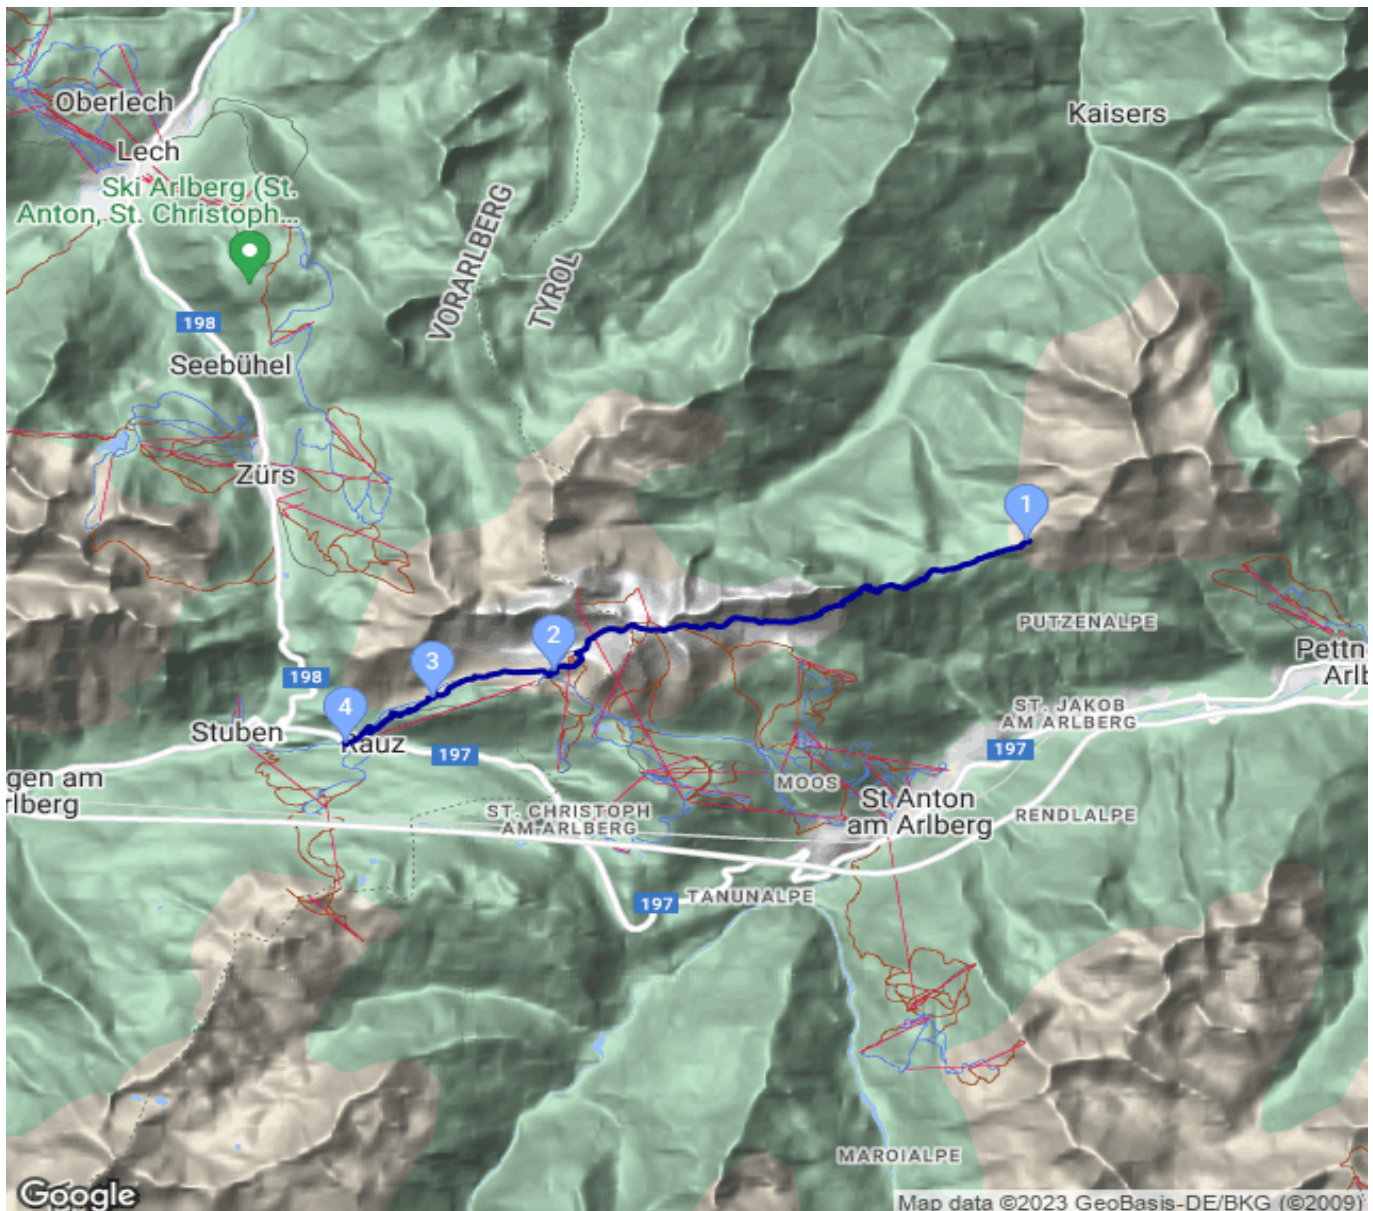 Oberlech
Kaisers
Lech
Ski Arlberg (St.
Anton, St. Christoph...
VORARLBERG
TYROL
198
Seebühel
Zürs
1
2
PUTZENALPE
3
Pettn
Arlb
198
4
Stuben
Kauz
197
ST. JAKOB
AM ARLBERG
197
gen am
rlberg
MOOS
St Anton
am Arlberg
ST. CHRISTOPH
AM ARLBERG
RENDLALPE
197
TANUNALPE
MAROIALPE
Google
Map data ©2023 GeoBasis-DE/BKG (©2009)